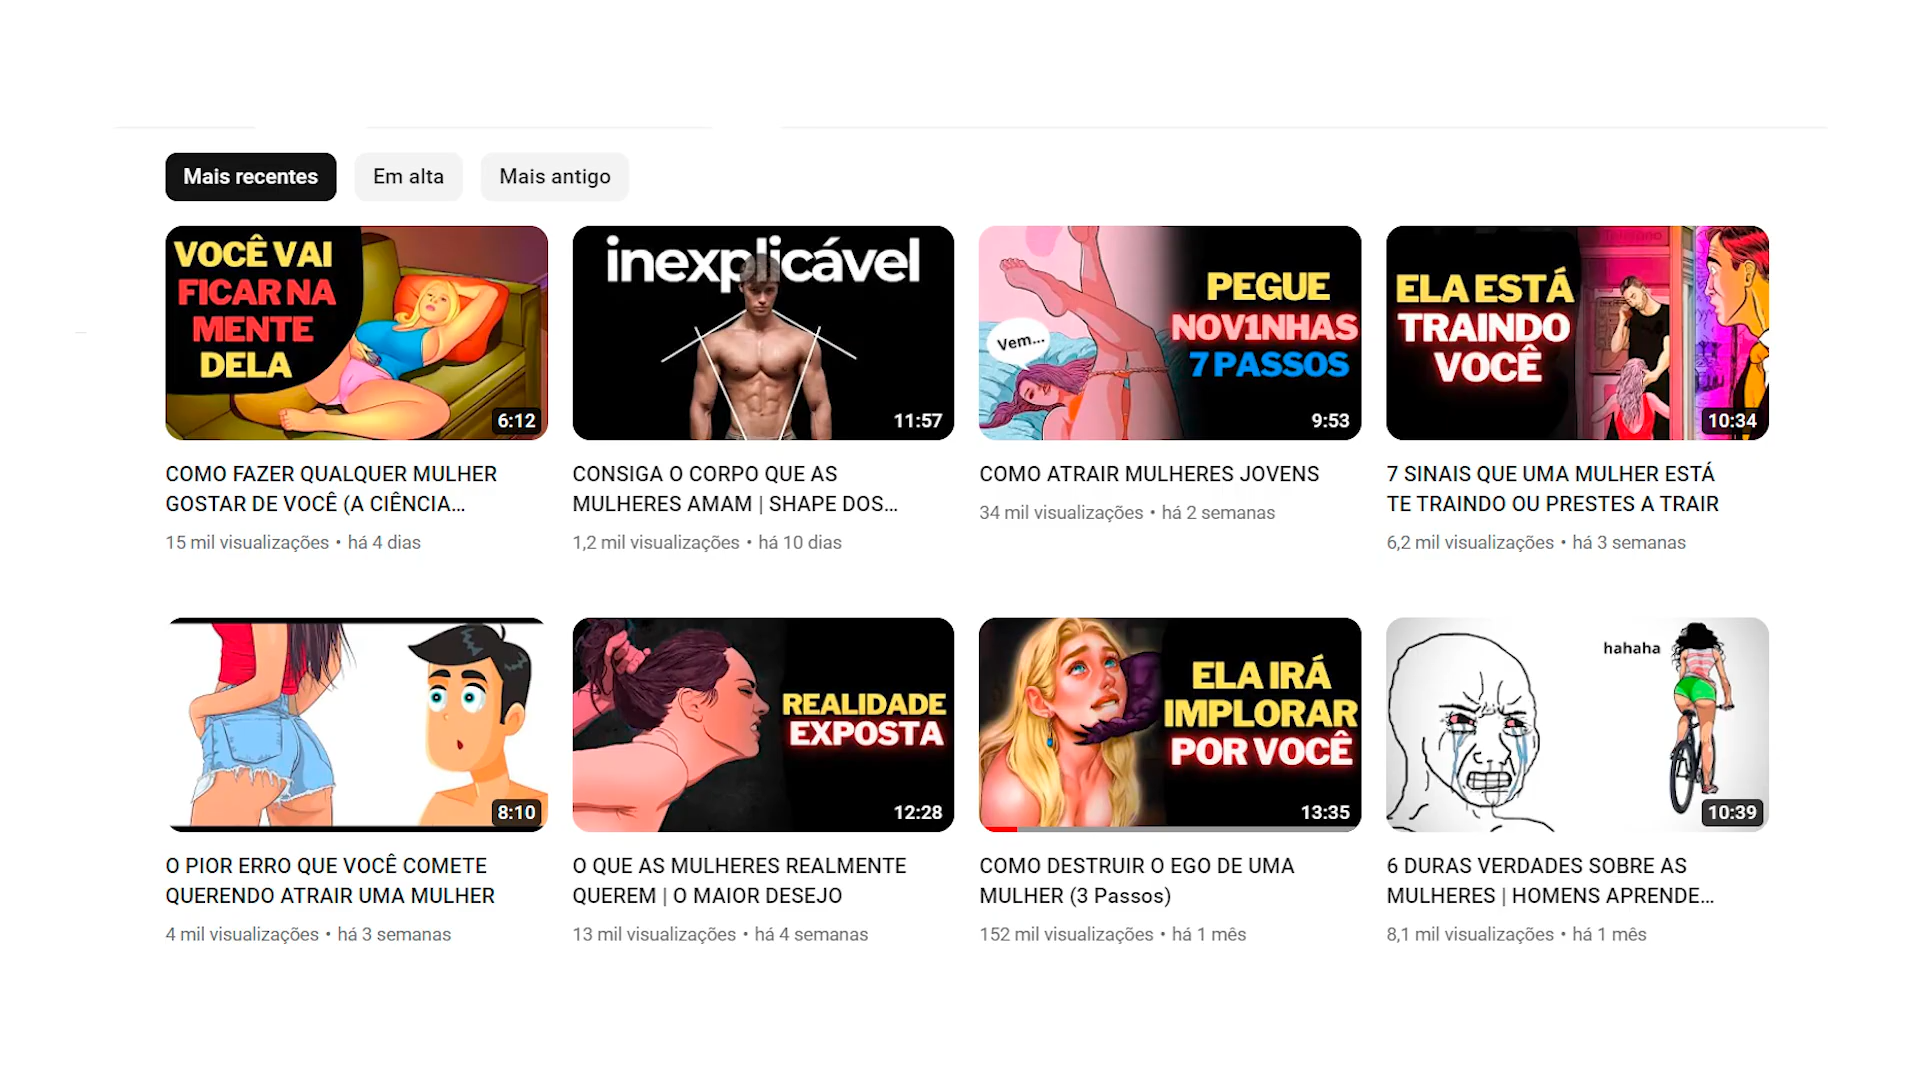 Mais recentes
Em alta
Mais antigo
VOCÊ VAI
FICAR NA
MENTE
DELA
6:12
inexplicável
11:57
Vem...
PEGUE
NOV1NHAS
7 PASSOS
9:53
ELA ESTÁ
TRAINDO
VOCÊ
10:34
COMO FAZER QUALQUER MULHER
GOSTAR DE VOCÊ (A CIÊNCIA...
15 mil visualizações • há 4 dias
CONSIGA O CORPO QUE AS
MULHERES AMAM | SHAPE DOS...
1,2 mil visualizações • há 10 dias
COMO ATRAIR MULHERES JOVENS
34 mil visualizações • há 2 semanas
7 SINAIS QUE UMA MULHER ESTÁ
TE TRAINDO OU PRESTES A TRAIR
6,2 mil visualizações • há 3 semanas
8:10
REALIDADE
EXPOSTA
12:28
ELA IRÁ
IMPLORAR
POR VOCÊ
13:35
hahaha
10:39
O PIOR ERRO QUE VOCÊ COMETE
QUERENDO ATRAIR UMA MULHER
4 mil visualizações • há 3 semanas
O QUE AS MULHERES REALMENTE
QUEREM | O MAIOR DESEJO
13 mil visualizações • há 4 semanas
COMO DESTRUIR O EGO DE UMA
MULHER (3 Passos)
152 mil visualizações • há 1 mês
6 DURAS VERDADES SOBRE AS
MULHERES | HOMENS APRENDE...
8,1 mil visualizações • há 1 mês